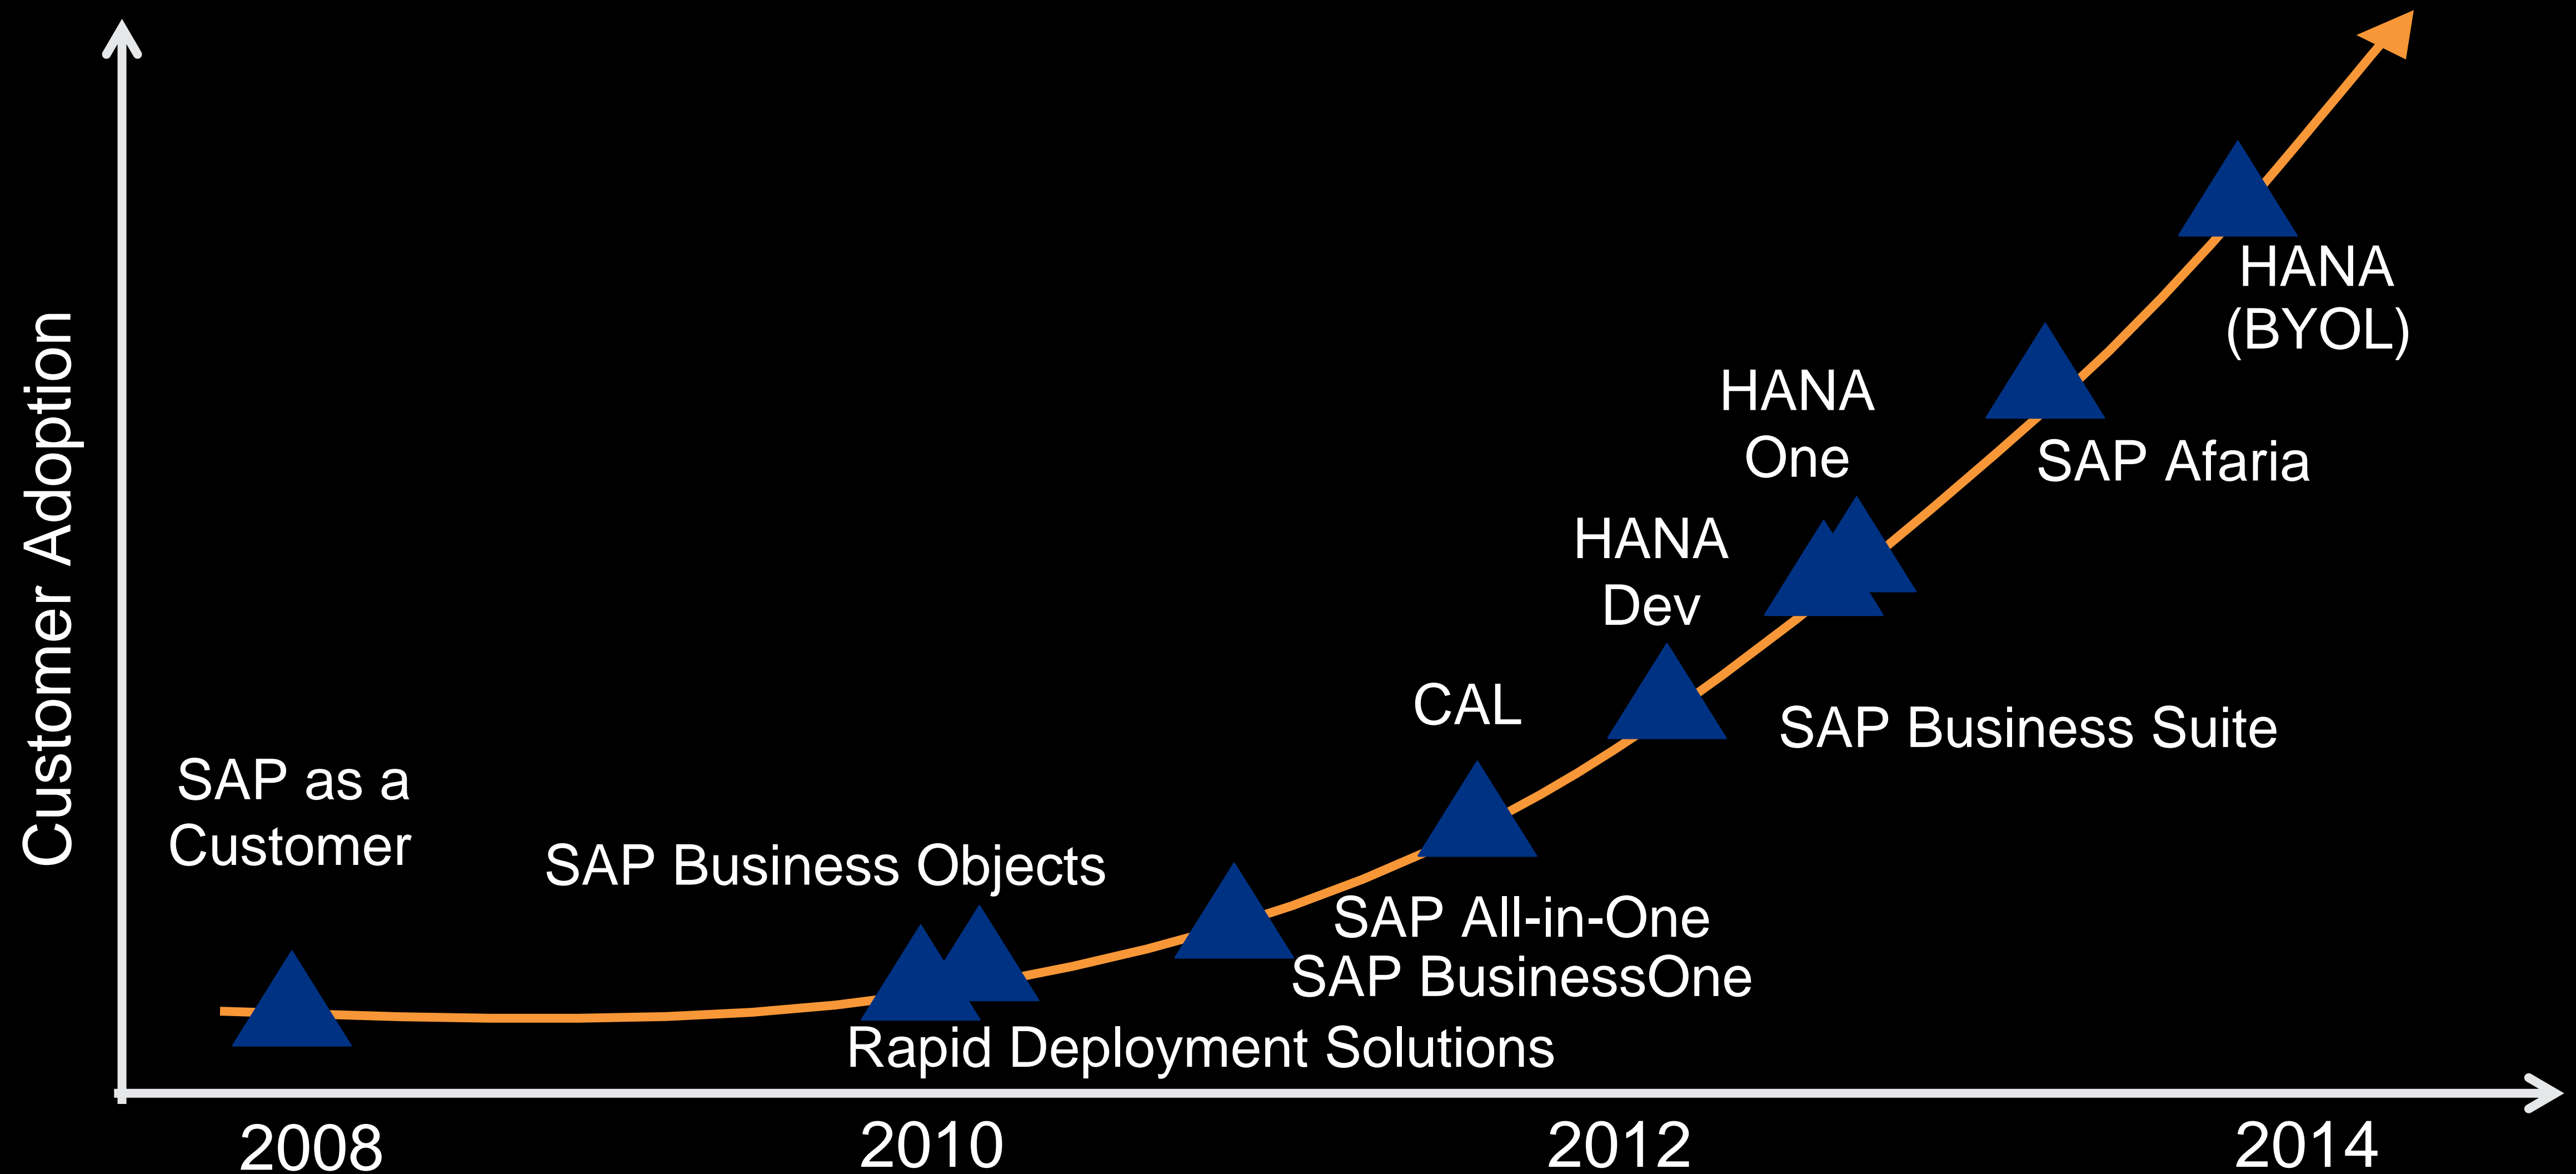 Customer Adoption
SAP as a
Customer
SAP Business Objects
Rapid Deployment Solutions
SAP All-in-One
SAP BusinessOne
CAL
HANA
Dev
HANA
One
SAP Business Suite
SAP Afaria
HANA
(BYOL)
2008
2010
2012
2014